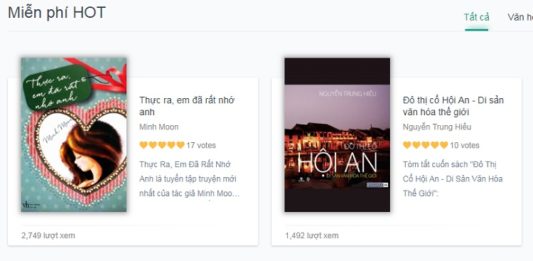 Miễn phí HOT
Tất cả
Văn h
Thực ra,
em đã rất
nhớ anh
Minh Moon
Thực ra, em đã rất nhớ
anh
Minh Moon
17 votes
Thực Ra, Em Đã Rất Nhớ
Anh là tuyển tập truyện mới
nhất của tác giả Minh Moo...
2,749 lượt xem
NGUYỄN TRUNG HIẾU
ĐÔ THỊ CỔ
HỘI AN
DI SẢN VĂN HÓA THẾ GIỚI
Đô thị cổ Hội An - Di sản
văn hóa thế giới
Nguyễn Trung Hiếu
10 votes
Tóm tắt cuốn sách "Đô Thị
Cổ Hội An - Di Sản Văn Hóa
Thế Giới":
1,492 lượt xem